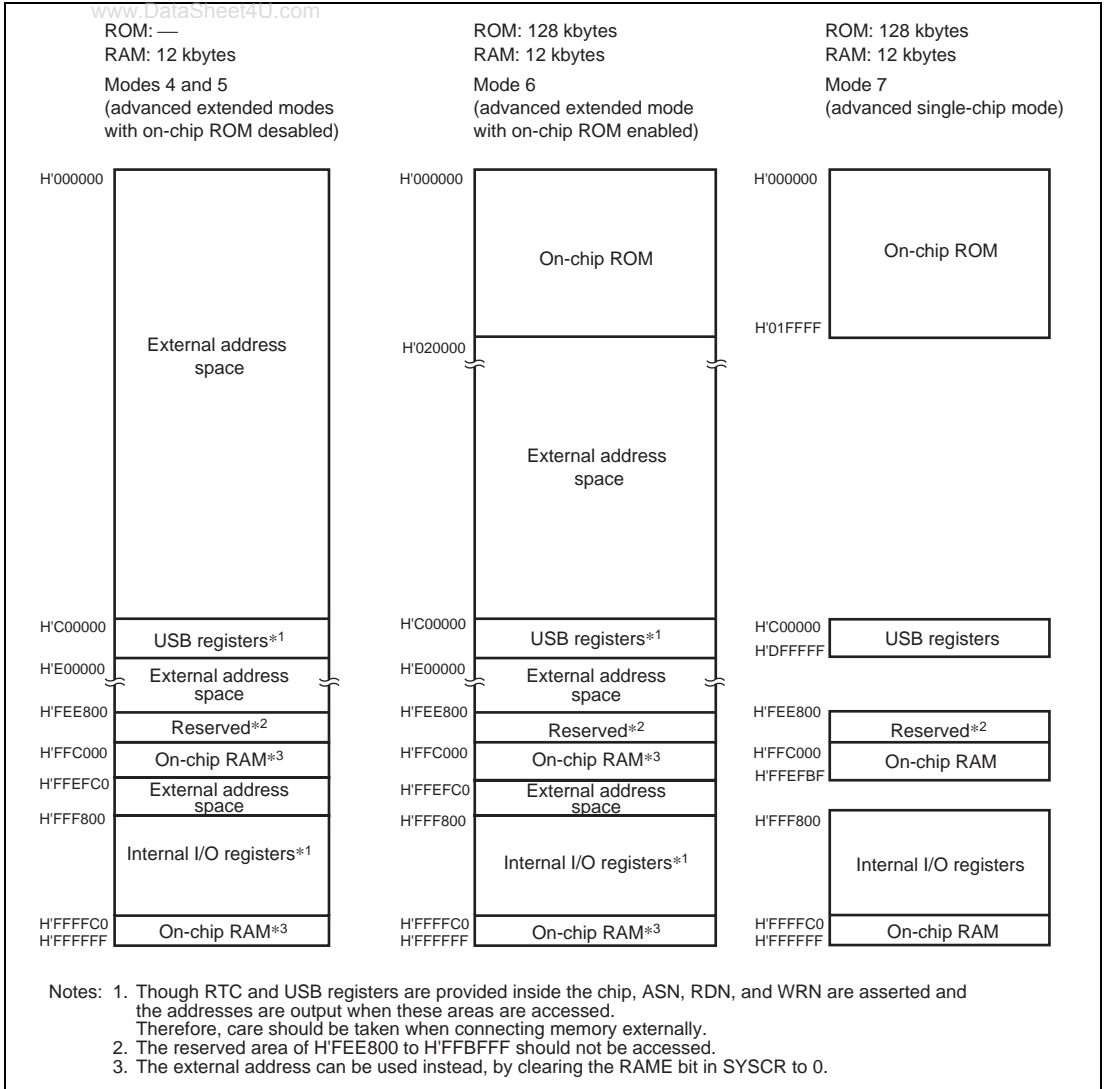 www.DataSheet4U.com
ROM: —
RAM: 12 kbytes
Modes 4 and 5
(advanced extended modes
with on-chip ROM desabled)
H'000000
External address
space
H'C00000
USB registers*1
H'E00000
External address
space
H'FEE800
Reserved*2
H'FFC000
On-chip RAM*3
H'FFEFC0
External address
space
H'FFF800
Internal I/O registers*1
H'FFFFC0
On-chip RAM*3
H'FFFFFF
ROM: 128 kbytes
RAM: 12 kbytes
Mode 6
(advanced extended mode
with on-chip ROM enabled)
H'000000
On-chip ROM
H'020000
External address
space
H'C00000
USB registers*1
H'E00000
External address
space
H'FEE800
Reserved*2
H'FFC000
On-chip RAM*3
H'FFEFC0
External address
space
H'FFF800
Internal I/O registers*1
H'FFFFC0
On-chip RAM*3
H'FFFFFF
ROM: 128 kbytes
RAM: 12 kbytes
Mode 7
(advanced single-chip mode)
H'000000
On-chip ROM
H'01FFFF
H'C00000
USB registers
H'DFFFFF
H'FEE800
Reserved*2
H'FFC000
On-chip RAM
H'FFEFBF
H'FFF800
Internal I/O registers
H'FFFFC0
On-chip RAM
H'FFFFFF
Notes: 1. Though RTC and USB registers are provided inside the chip, ASN, RDN, and WRN are asserted and
the addresses are output when these areas are accessed.
Therefore, care should be taken when connecting memory externally.
2. The reserved area of H'FEE800 to H'FFBFFF should not be accessed.
3. The external address can be used instead, by clearing the RAME bit in SYSCR to 0.